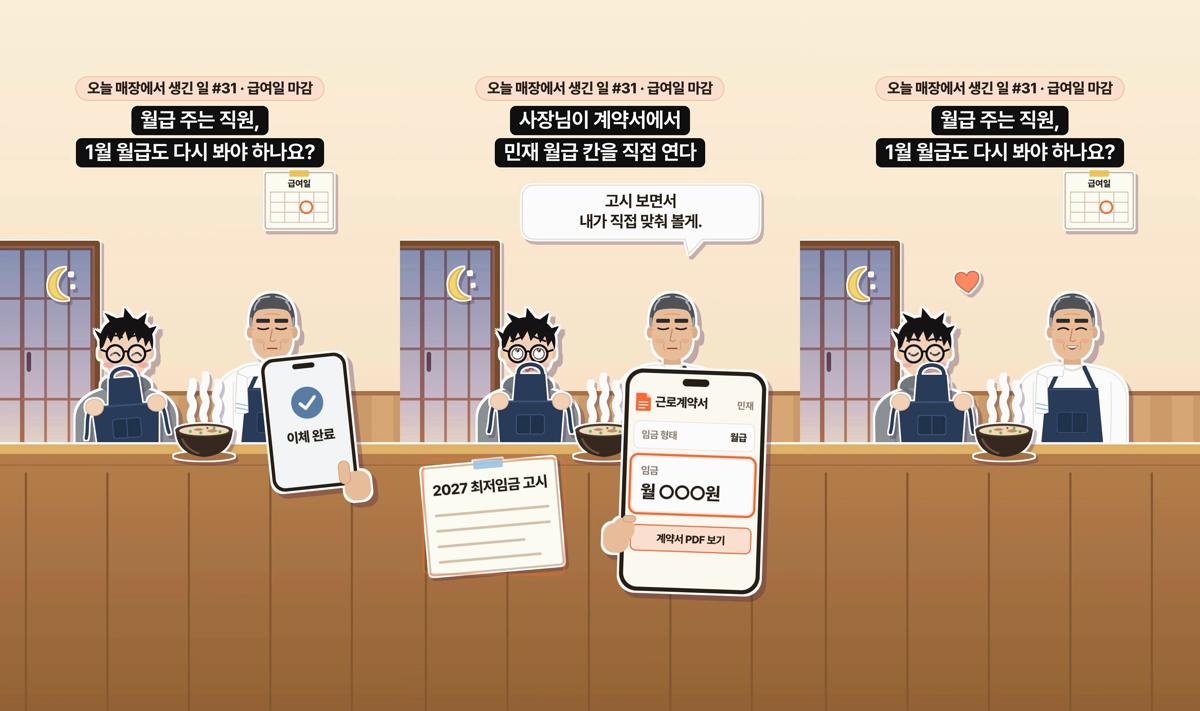 오늘 매장에서 생긴 일 #31 · 급여일 마감
월급 주는 직원,
1월 월급도 다시 봐야 하나요?
급여일
이체 완료
오늘 매장에서 생긴 일 #31 · 급여일 마감
사장님이 계약서에서
민재 월급 칸을 직접 연다
고시 보면서
내가 직접 맞춰 볼게.
2027 최저임금 고시
근로계약서
민재
임금 형태
월급
임금
월 〇〇〇원
계약서 PDF 보기
오늘 매장에서 생긴 일 #31 · 급여일 마감
월급 주는 직원,
1월 월급도 다시 봐야 하나요?
급여일